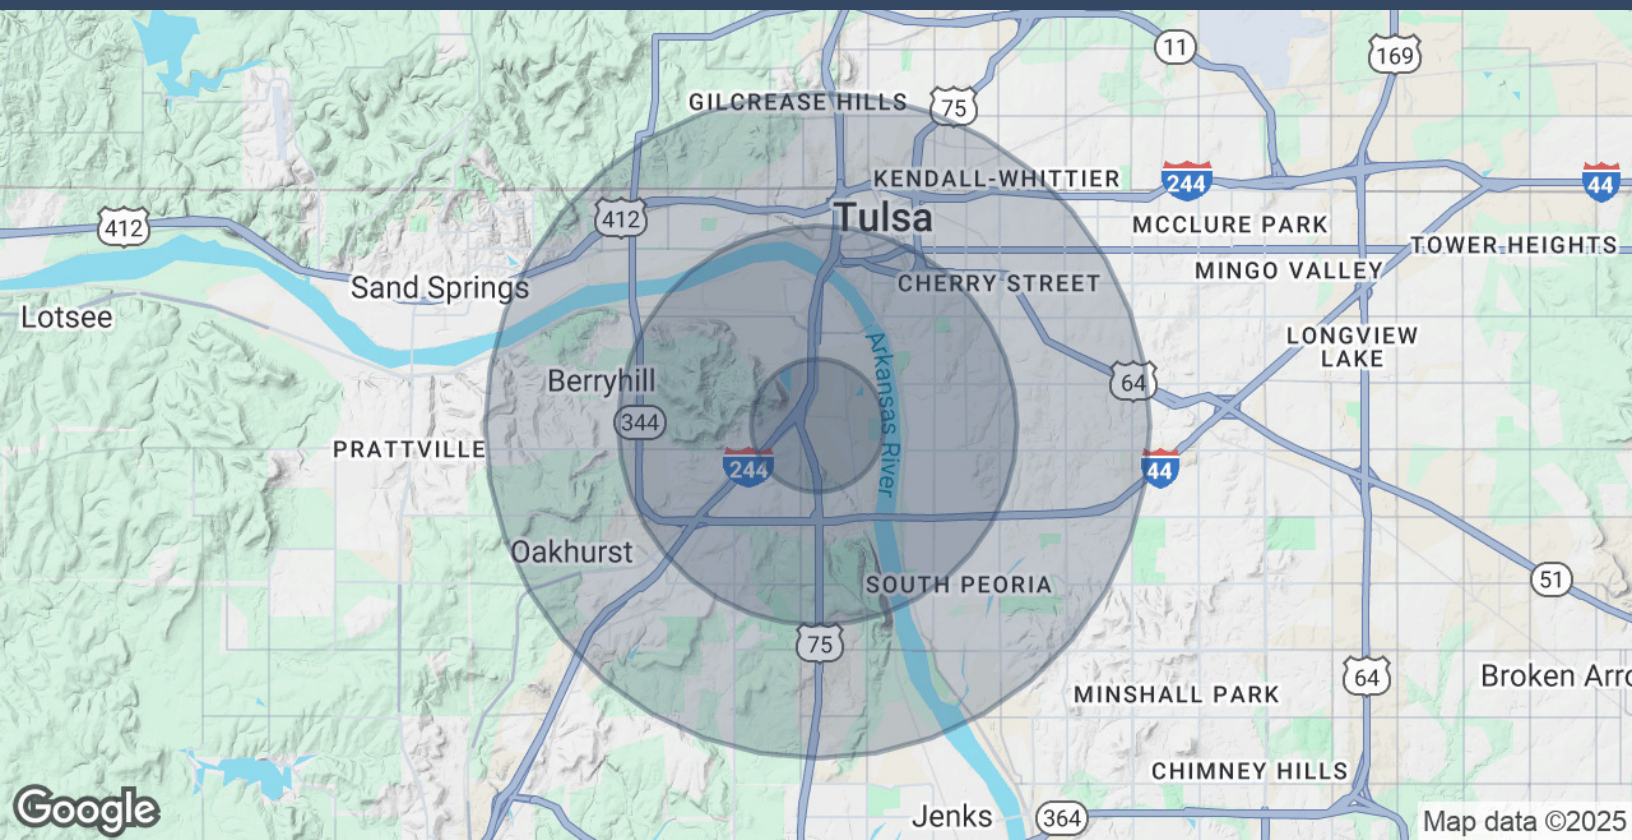 11
169
GILCREASE HILLS
75
KENDALL-WHITTIER
244
44
412
412
Tulsa
MCCLURE PARK
TOWER HEIGHTS
MINGO VALLEY
Sand Springs
CHERRY STREET
Lotsee
LONGVIEW
LAKE
Arkansas River
Berryhill
64
344
PRATTVILLE
244
44
Oakhurst
SOUTH PEORIA
51
75
Broken Arro
64
MINSHALL PARK
CHIMNEY HILLS
Google
Jenks
364
Map data ©2025